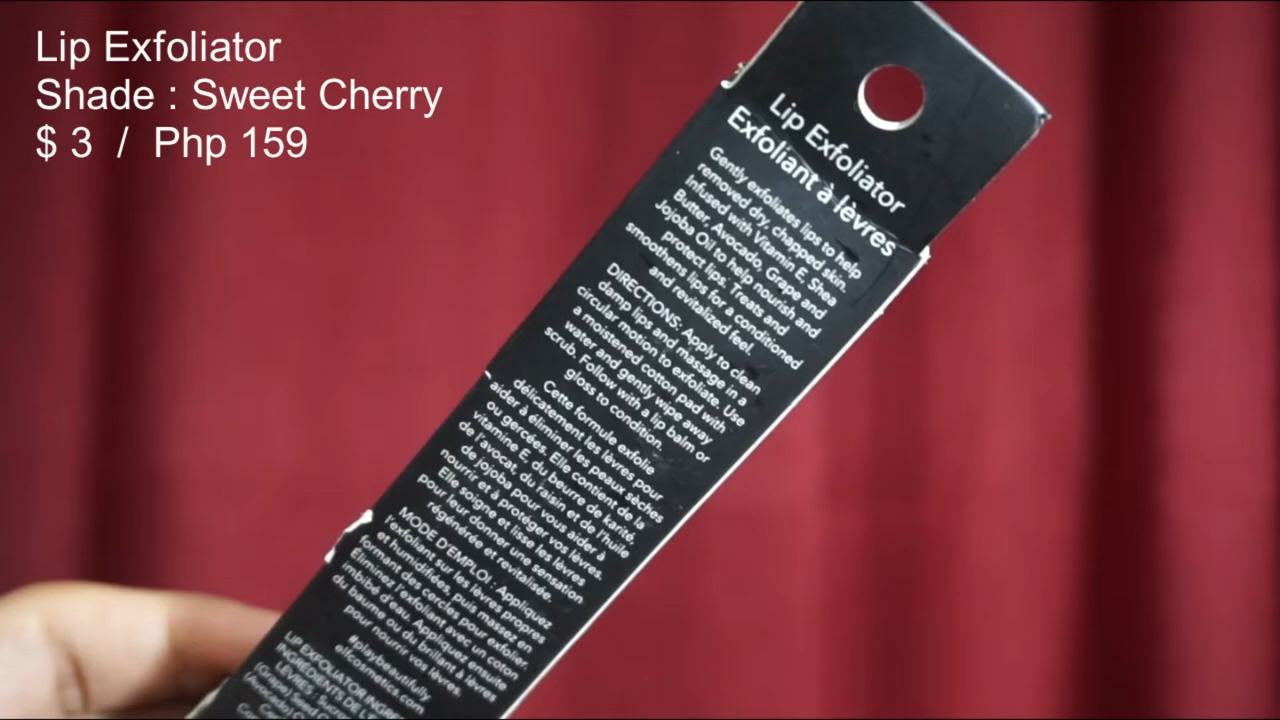 Lip Exfoliator
Shade : Sweet Cherry
$ 3 / Php 159
Lip Exfoliator
Exfoliant à lèvres
Gently exfoliates lips to help
removed dry, chapped skin.
Infused with Vitamin E, Shea
Butter, Avocado, Grape and
Jojoba Oil to help nourish and
protect lips. Treats and
smoothens lips for a conditioned
and revitalized feel.
DIRECTIONS: Apply to clean
damp lips and massage in a
circular motion to exfoliate. Use
a moistened cotton pad with
water and gently wipe away
scrub. Follow with a lip balm or
gloss to condition.
Cette formule exfolie
délicatement les lèvres pour
aider à éliminer les peaux sèches
ou gercées. Elle contient de la
vitamine E, du beurre de karité,
de l'avocat, du raisin et de l'huile
de jojoba pour vous aider à
nourrir et à protéger vos lèvres.
Elle soigne et lisse les lèvres
pour leur donner une sensation
régénérée et revitalisée.
MODE D'EMPLOI : Appliquez
l'exfoliant sur les lèvres propres
et humidifiées, puis massez en
formant des cercles pour exfolier.
Éliminez l'exfoliant avec un coton
imbibé d'eau. Appliquez ensuite
du baume ou du brillant à lèvres
pour nourrir vos lèvres.
#playbeautifully
elfcosmetics.com
LIP EXFOLIATOR
INGRÉDIENTS DE
LÈVRES :
(Grape) Seed
(Avocado)